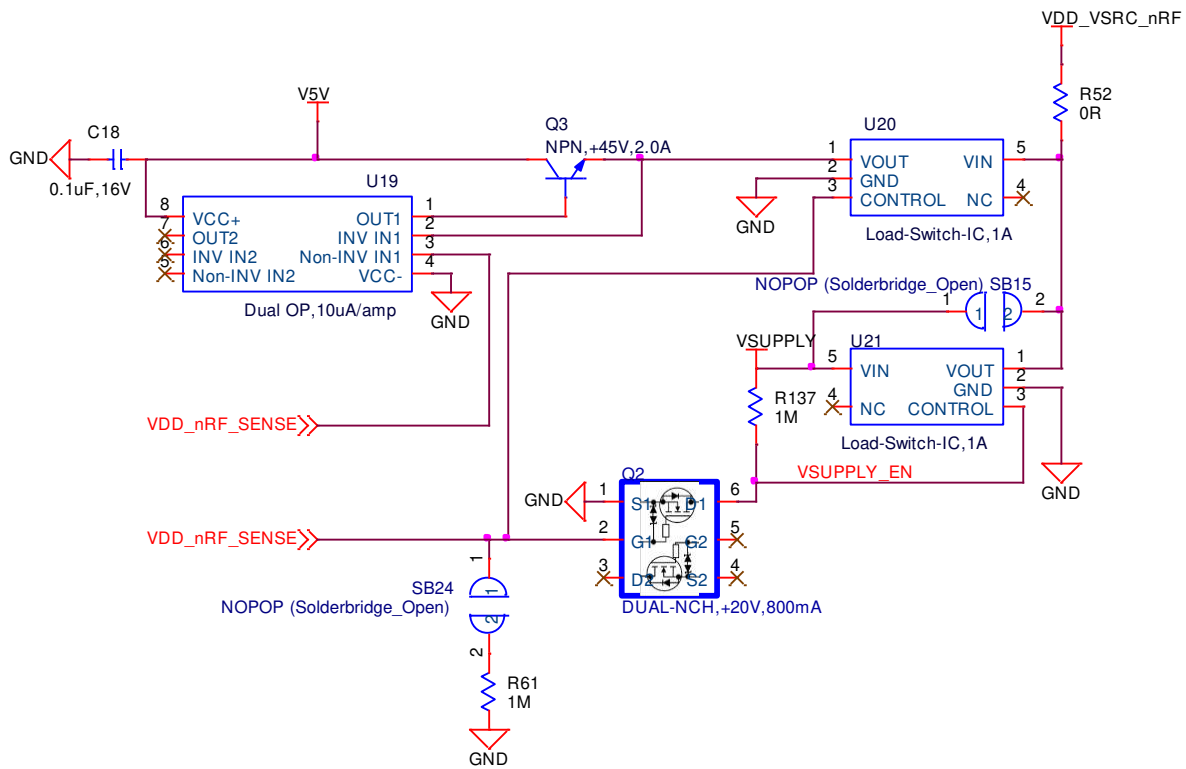 VDD_VSRC_nRF
R52
0R
V5V
C18
GND
0.1uF,16V
Q3
NPN,+45V,2.0A
U20
1 VOUT VIN 5
2 GND
3 CONTROL NC 4
GND
Load-Switch-IC,1A
U19
8 VCC+ OUT1 1
7 OUT2 INV IN1 2
6 INV IN2 Non-INV IN1 3
5 Non-INV IN2 VCC- 4
Dual OP,10uA/amp
GND
NOPOP (Solderbridge_Open) SB15
1 1 2 2
VSUPPLY
U21
5 VIN VOUT 1
GND 2
4 NC CONTROL 3
Load-Switch-IC,1A
R137
1M
VDD_nRF_SENSE
VSUPPLY_EN
GND
Q2
GND 1 S1 D1 6
VDD_nRF_SENSE
2 G1 G2 5
3 D2 S2 4
DUAL-NCH,+20V,800mA
1
SB24
1
NOPOP (Solderbridge_Open)
2
2
R61
1M
GND